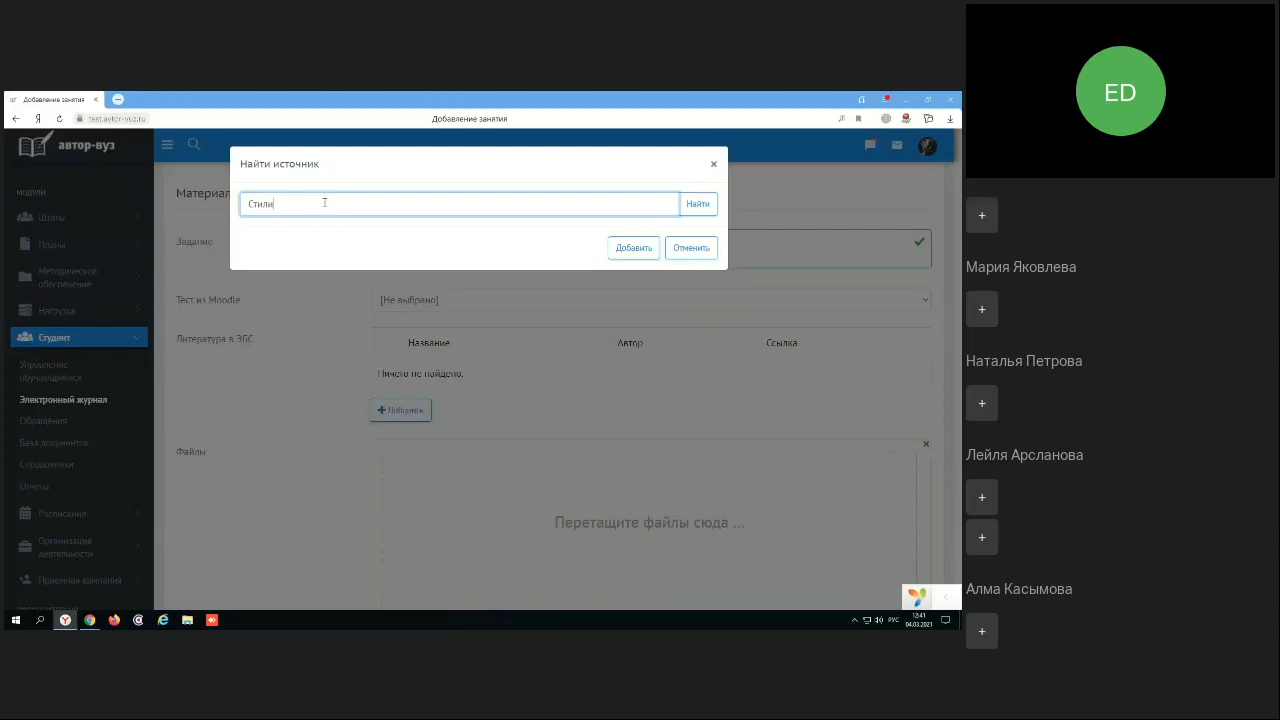 Добавление занятия
test.avtor-vuz.ru
Добавление занятия
автор-вуз
МОДУЛИ
Штаты
Планы
Методическое
обеспечение
Нагрузка
Студент
Управление
обучающимися
Электронный журнал
Обращения
База документов
Справочники
Отчеты
Расписание
Организация
деятельности
Приемная кампания
Найти источник
×
Стили
Найти
Добавить
Отменить
Задание
Тест из Moodle
[Не выбрано]
Литература в ЭБС
Название
Автор
Ссылка
Ничего не найдено.
+ Добавить
Файлы
Перетащите файлы сюда ...
РУС
12:41
04.03.2021
ED
+
Мария Яковлева
+
Наталья Петрова
+
Лейля Арсланова
+
+
Алма Касымова
+